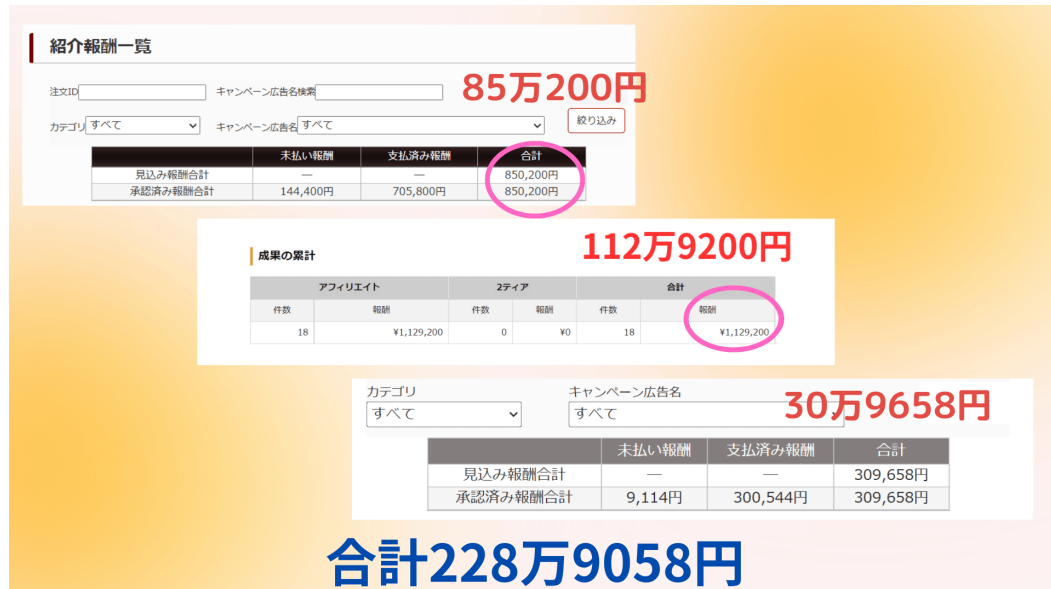 紹介報酬一覧
85万200円
注文ID キャンペーン広告名検索
カテゴリ すべて キャンペーン広告名 すべて 絞り込み
未払い報酬 支払済み報酬 合計
見込み報酬合計 — — 850,200円
承認済み報酬合計 144,400円 705,800円 850,200円
112万9200円
成果の累計
アフィリエイト 2ティア 合計
件数 報酬 件数 報酬 件数 報酬
18 ¥1,129,200 0 ¥0 18 ¥1,129,200
カテゴリ キャンペーン広告名
30万9658円
すべて すべて
未払い報酬 支払済み報酬 合計
見込み報酬合計 — — 309,658円
承認済み報酬合計 9,114円 300,544円 309,658円
合計228万9058円